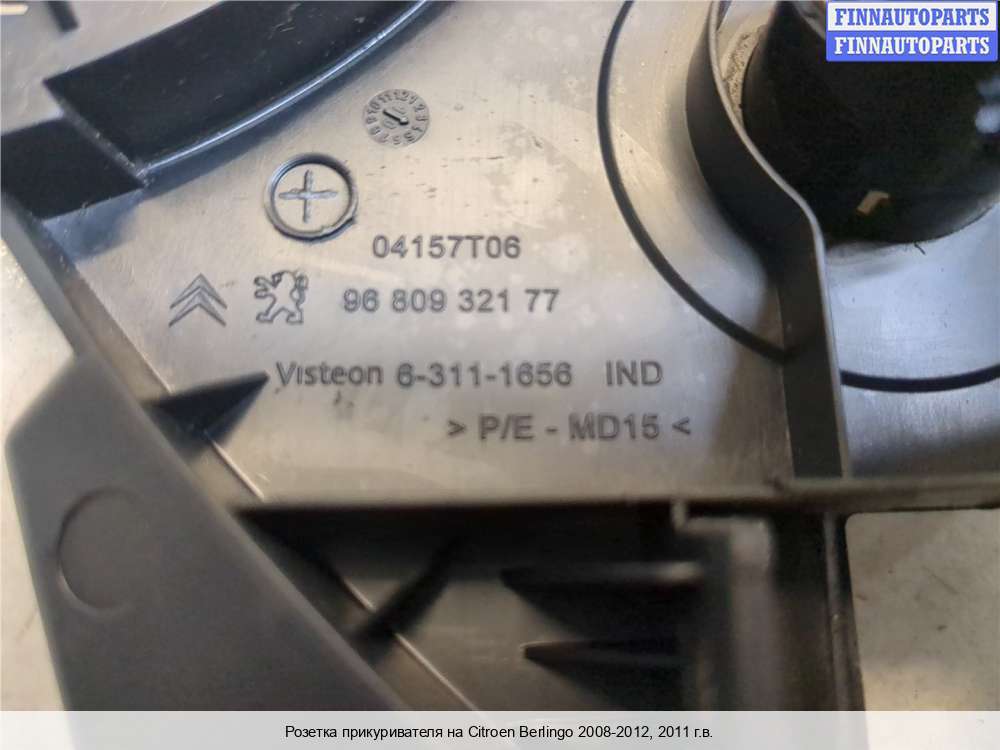 FINNAUTOPARTS
FINNAUTOPARTS
04157T06
96 809 321 77
Visteon 6-311-1656 IND
> P/E - MD15 <
Розетка прикуривателя на Citroen Berlingo 2008-2012, 2011 г.в.